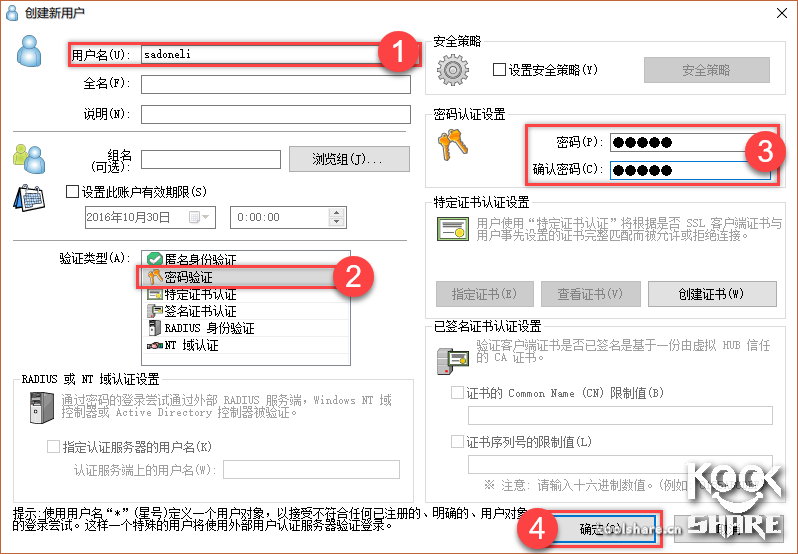 创建新用户
用户名(U):
sadoneli
1
全名(F):
说明(N):
组名
(可选):
浏览组(J)...
设置此账户有效期限(S)
2016年10月30日
0:00:00
验证类型(A):
匿名身份验证
密码验证
2
特定证书认证
签名证书认证
RADIUS 身份验证
NT 域认证
RADIUS 或 NT 域认证设置
通过密码的登录尝试通过外部 RADIUS 服务端, Windows NT 域
控制器或 Active Directory 控制器被验证。
指定认证服务器的用户名(K)
认证服务端上的用户名(W):
安全策略
设置安全策略(Y)
安全策略
密码认证设置
密码(P):
●●●●●
确认密码(C):
●●●●●
3
特定证书认证设置
用户使用“特定证书认证”将根据是否 SSL 客户端证书与
用户事先设置的证书完整匹配而被允许或拒绝连接。
指定证书(E)
查看证书(V)
创建证书(W)
已签名证书认证设置
验证客户端证书是否已签名是基于一份由虚拟 HUB 信任
的 CA 证书。
证书的 Common Name (CN) 限制值(B)
证书序列号的限制值(L)
※ 注意: 请输入十六进制数值。(例如:
提示:使用用户名“*”(星号)定义一个用户对象, 以接受不符合任何已注册的、明确的、用户对象
的登录尝试。这样一个特殊的用户将使用外部用户认证服务器验证登录。
4
确定(O)
koolshare.cn
KOOL
SHARE